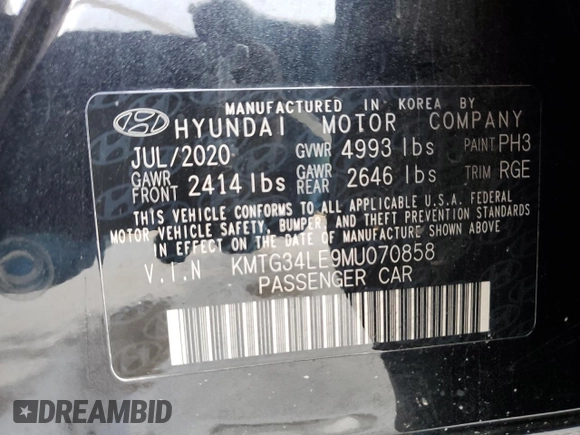 MANUFACTURED IN KOREA BY
HYUNDAI MOTOR COMPANY
JUL/2020 GVWR 4993 lbs PAINT PH3
GAWR FRONT 2414 lbs GAWR REAR 2646 lbs TRIM RGE
THIS VEHICLE CONFORMS TO ALL APPLICABLE U.S.A. FEDERAL
MOTOR VEHICLE SAFETY, BUMPER, AND THEFT PREVENTION STANDARDS
IN EFFECT ON THE DATE OF MANUFACTURE SHOWN ABOVE
V.I.N KMTG34LE9MU070858
PASSENGER CAR
DREAMBID